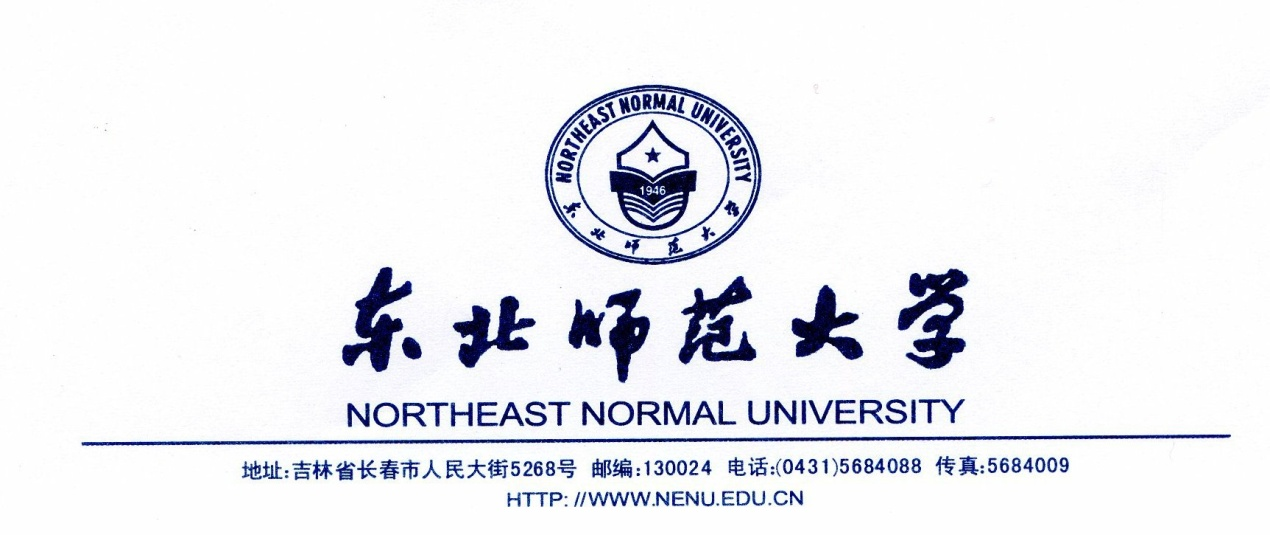 NORTHEAST NORMAL UNIVERSITY
1946
东北师范大学
东北师范大学
NORTHEAST NORMAL UNIVERSITY
地址:吉林省长春市人民大街5268号 邮编:130024 电话:(0431)5684088 传真:5684009
HTTP: //WWW.NENU.EDU.CN